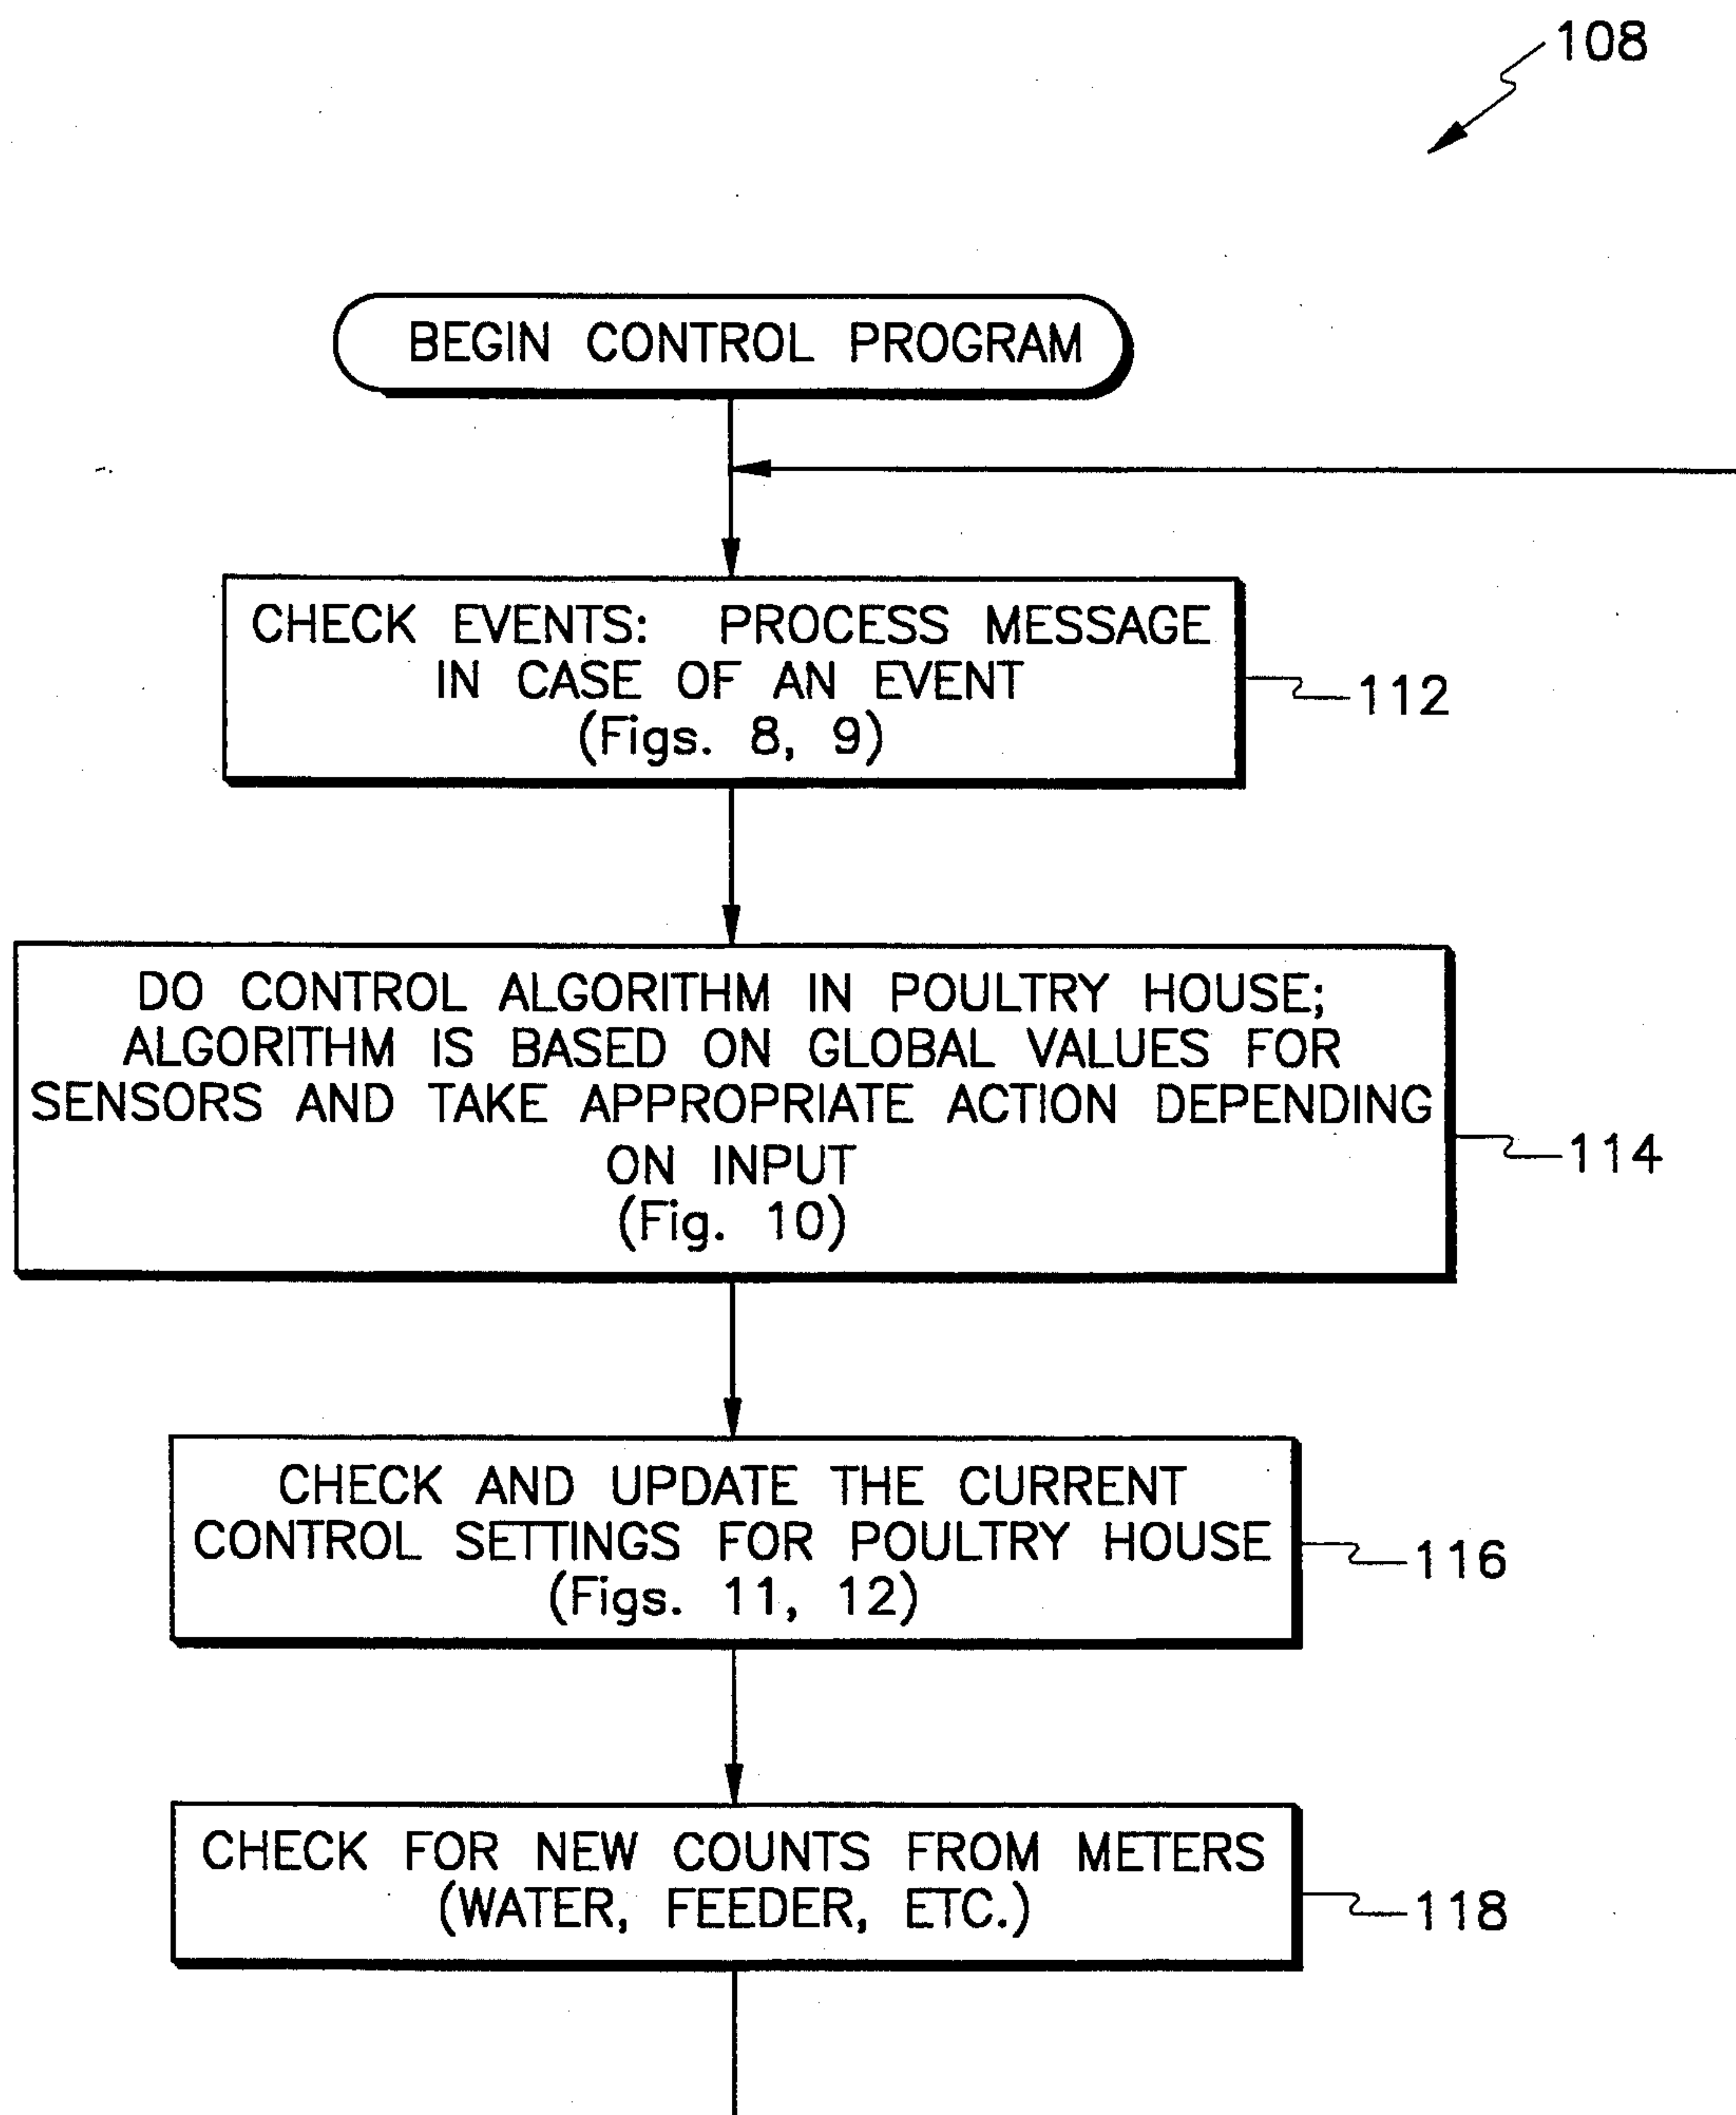 108
BEGIN CONTROL PROGRAM
CHECK EVENTS: PROCESS MESSAGE
IN CASE OF AN EVENT
(Figs. 8, 9)
112
DO CONTROL ALGORITHM IN POULTRY HOUSE;
ALGORITHM IS BASED ON GLOBAL VALUES FOR
SENSORS AND TAKE APPROPRIATE ACTION DEPENDING
ON INPUT
(Fig. 10)
114
CHECK AND UPDATE THE CURRENT
CONTROL SETTINGS FOR POULTRY HOUSE
(Figs. 11, 12)
116
CHECK FOR NEW COUNTS FROM METERS
(WATER, FEEDER, ETC.)
118